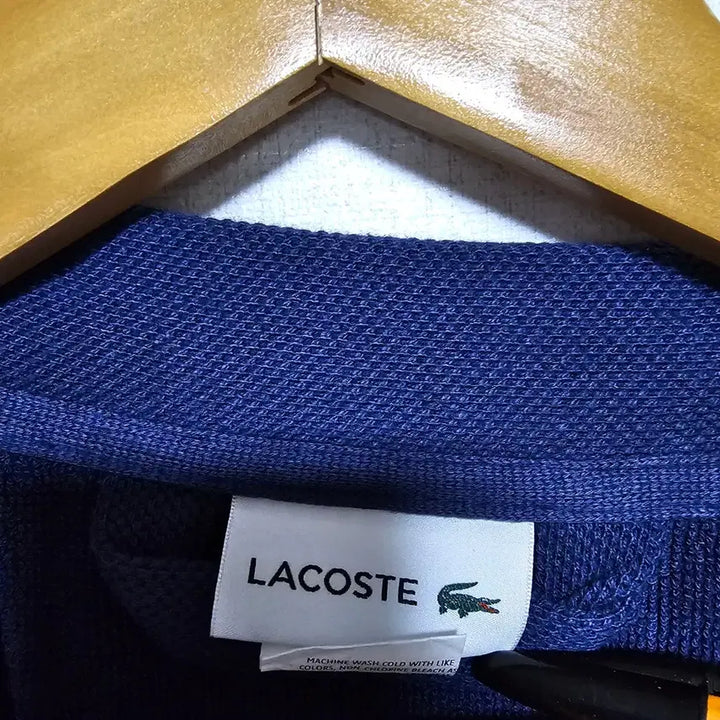 LACOSTE
MACHINE WASH COLD WITH LIKE
COLORS, NON-CHLORINE BLEACH AS